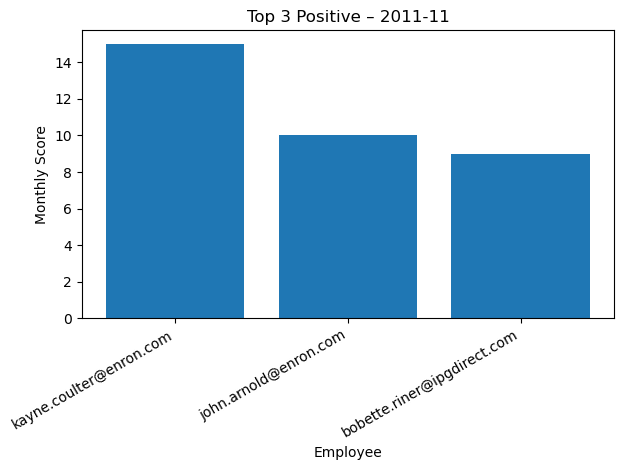 Top 3 Positive – 2011-11
Monthly Score
14
12
10
8
6
4
2
0
kayne.coulter@enron.com
john.arnold@enron.com
bobette.riner@ipgdirect.com
Employee